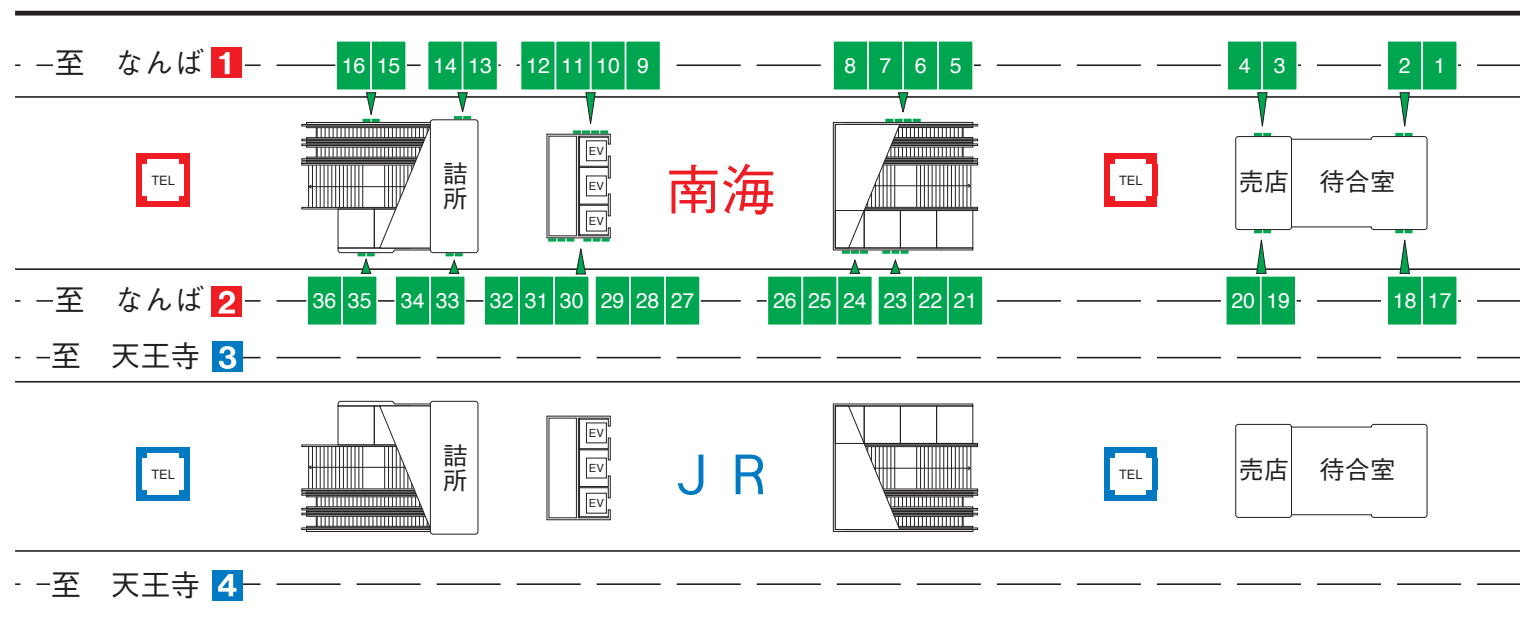 至 なんば 1 16 15 14 13 12 11 10 9 8 7 6 5 4 3 2 1
TEL 詰所 EV EV EV 南海 TEL 売店 待合室
至 なんば 2 36 35 34 33 32 31 30 29 28 27 26 25 24 23 22 21 20 19 18 17
至 天王寺 3
TEL 詰所 EV EV EV JR TEL 売店 待合室
至 天王寺 4